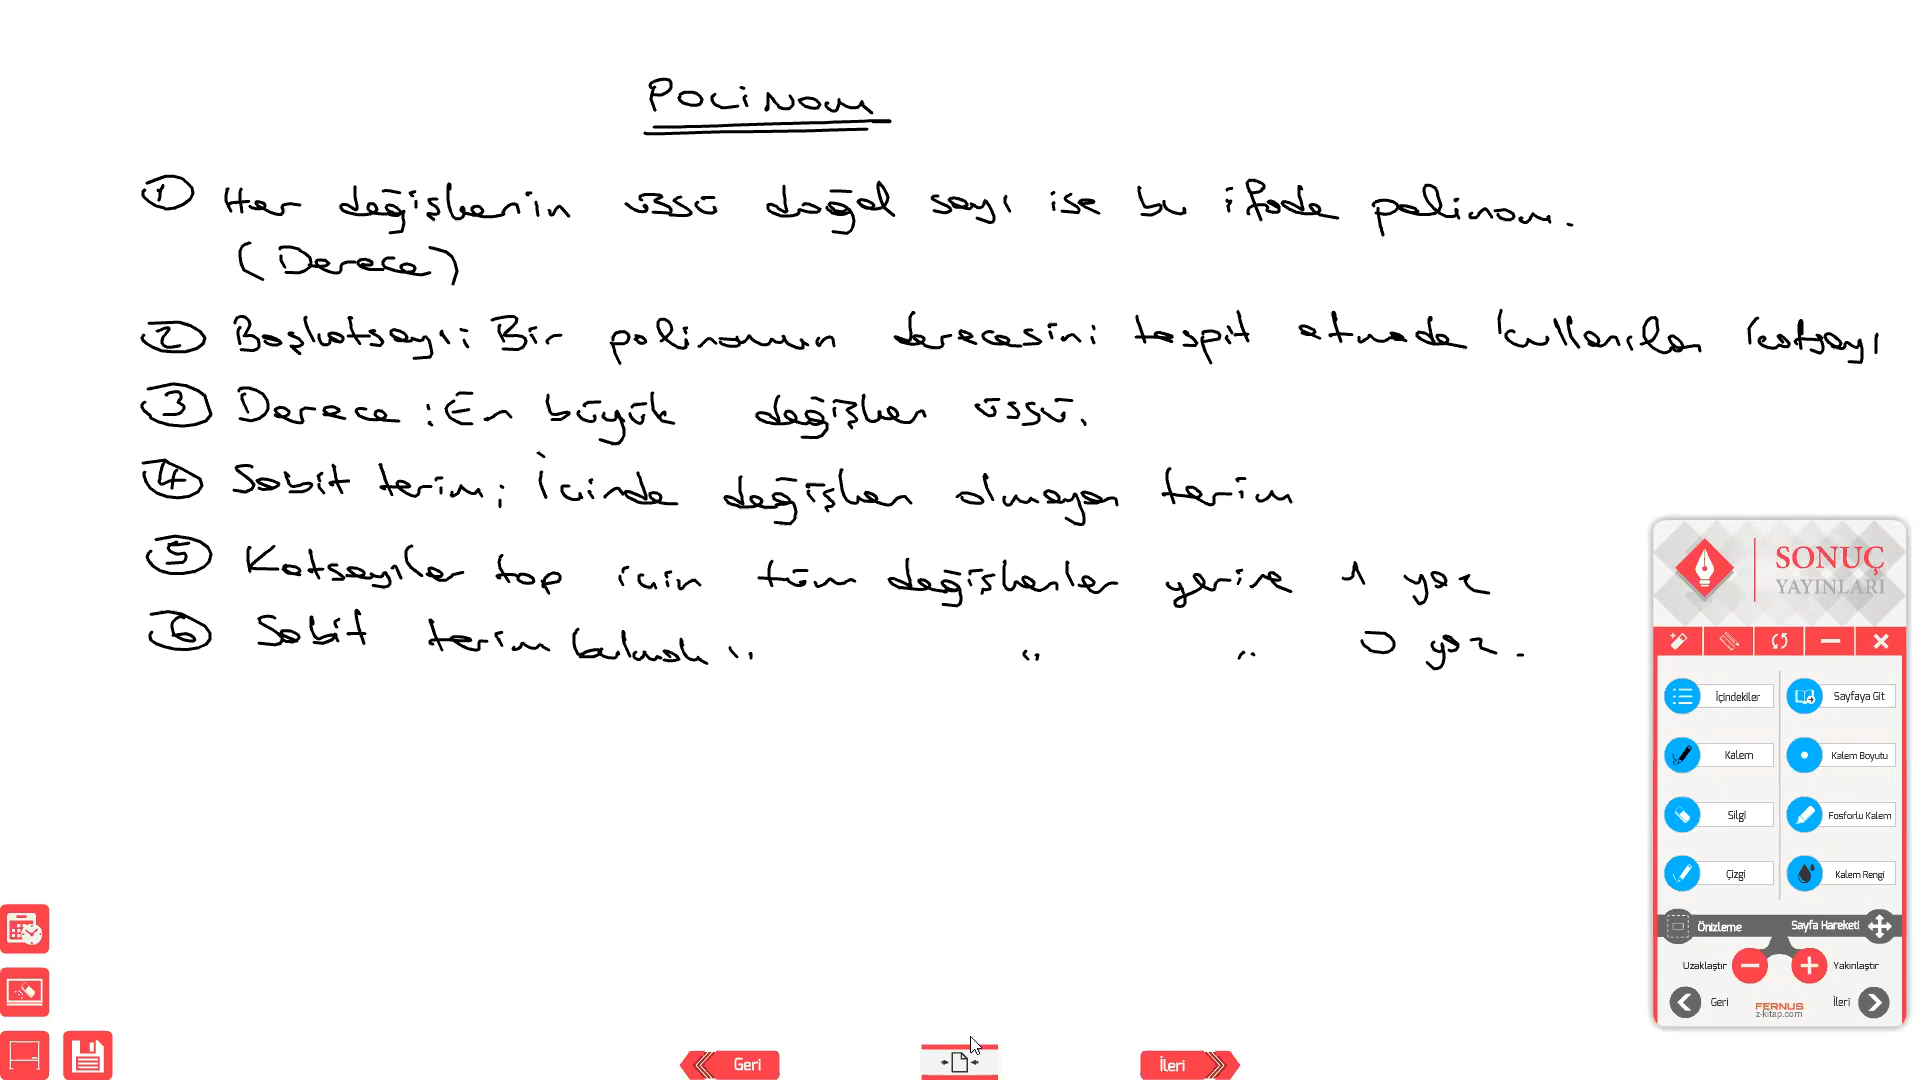 POLİNOM
① Her değişkenin üssü doğal sayı ise bu ifade polinom.
(Derece)
② Başkatsayı: Bir polinomun derecesini tespit etmede kullanılan katsayı
③ Derece: En büyük değişken üssü.
④ Sabit terim: İçinde değişken olmayan terim
⑤ Katsayılar top için tüm değişkenler yerine 1 yaz
⑥ Sabit terim bulmak " " " 0 yaz.
SONUÇ
YAYINLARI
İçindekiler Sayfaya Git
Kalem Kalem Boyutu
Silgi Fosforlu Kalem
Çizgi Kalem Rengi
Önizleme Sayfa Hareketi
Uzaklaştır Yakınlaştır
Geri FERNUS İleri
z-kitap.com
Geri İleri